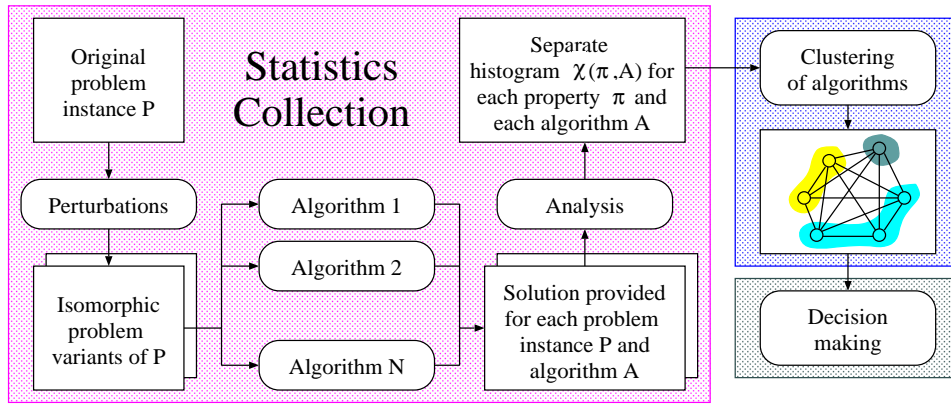 Original
problem
instance P
Statistics
Collection
Separate
histogram χ(π,A) for
each property π and
each algorithm A
Clustering
of algorithms
Perturbations
Algorithm 1
Analysis
Algorithm 2
Isomorphic
problem
variants of P
Algorithm N
Solution provided
for each problem
instance P and
algorithm A
Decision
making